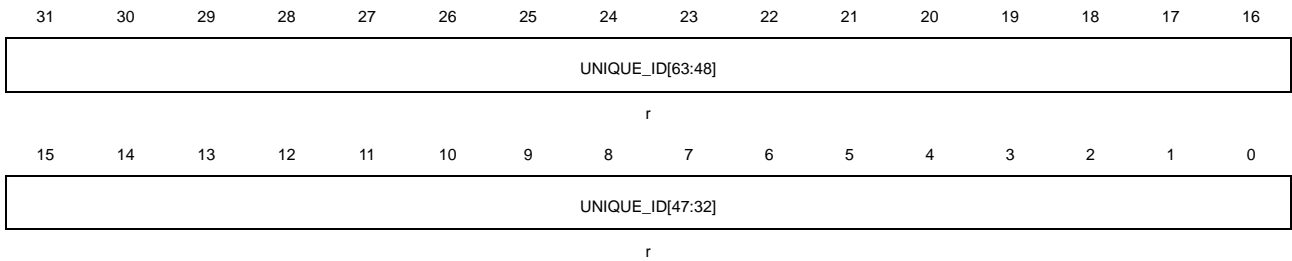 31 30 29 28 27 26 25 24 23 22 21 20 19 18 17 16
UNIQUE_ID[63:48]
r
15 14 13 12 11 10 9 8 7 6 5 4 3 2 1 0
UNIQUE_ID[47:32]
r